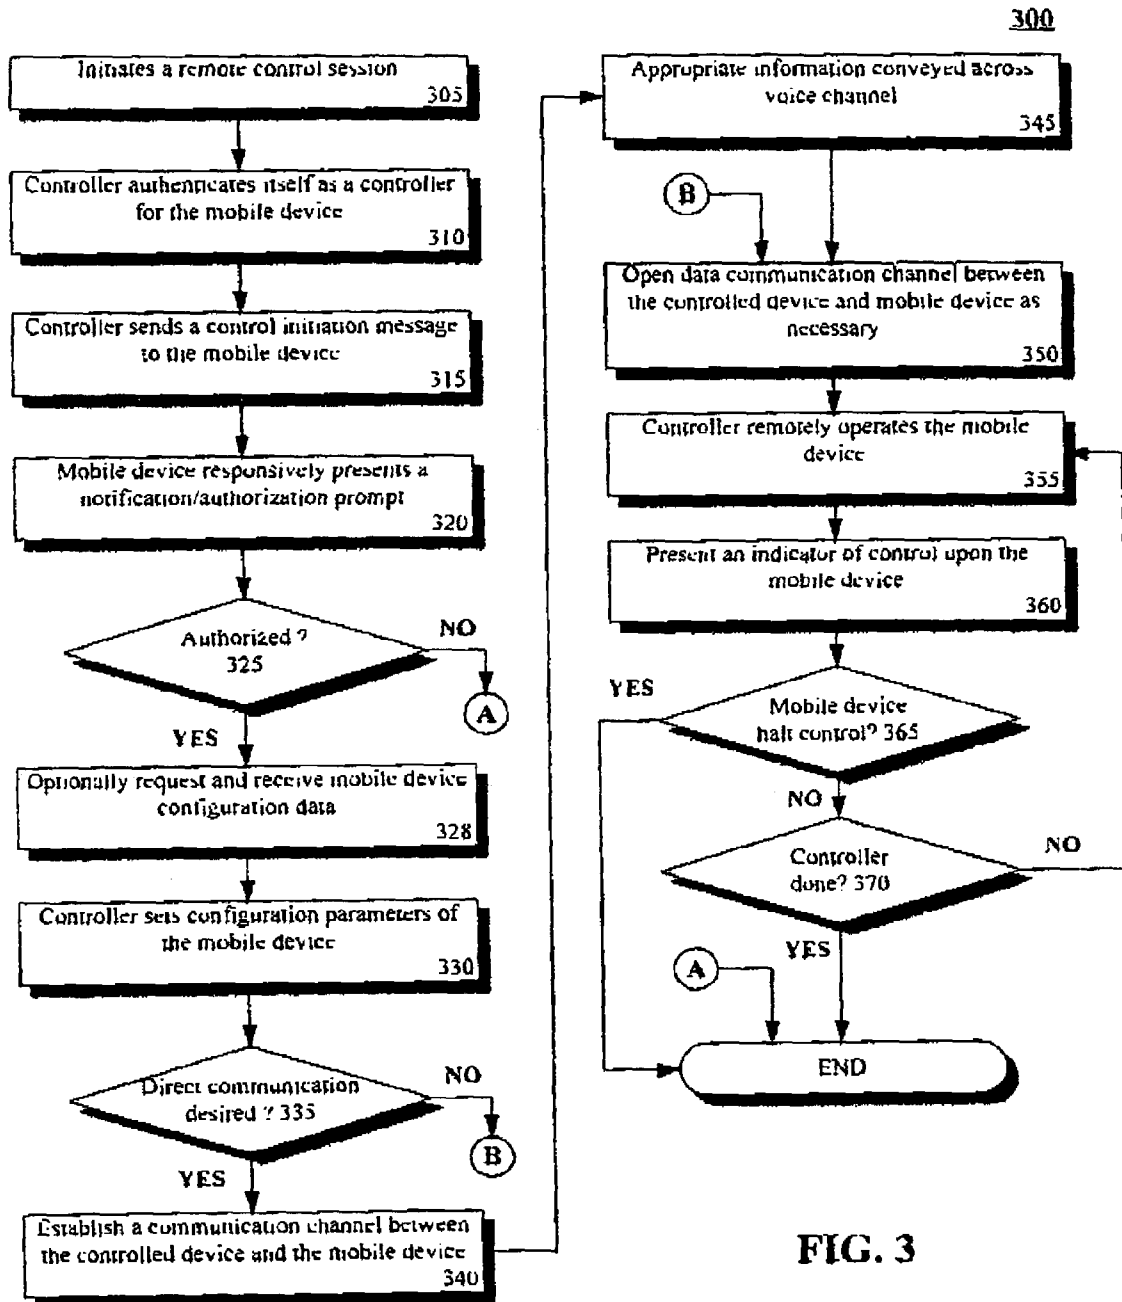 300
Initiates a remote control session
305
Controller authenticates itself as a controller
for the mobile device
310
Controller sends a control initiation message
to the mobile device
315
Mobile device responsively presents a
notification/authorization prompt
320
Authorized ?
325
NO
A
YES
Optionally request and receive mobile device
configuration data
328
Controller sets configuration parameters of
the mobile device
330
Direct communication
desired ? 335
NO
B
YES
Establish a communication channel between
the controlled device and the mobile device
340
Appropriate information conveyed across
voice channel
345
B
Open data communication channel between
the controlled device and mobile device as
necessary
350
Controller remotely operates the mobile
device
355
Present an indicator of control upon the
mobile device
360
YES
Mobile device
halt control? 365
NO
Controller
done? 370
NO
YES
A
END
FIG. 3